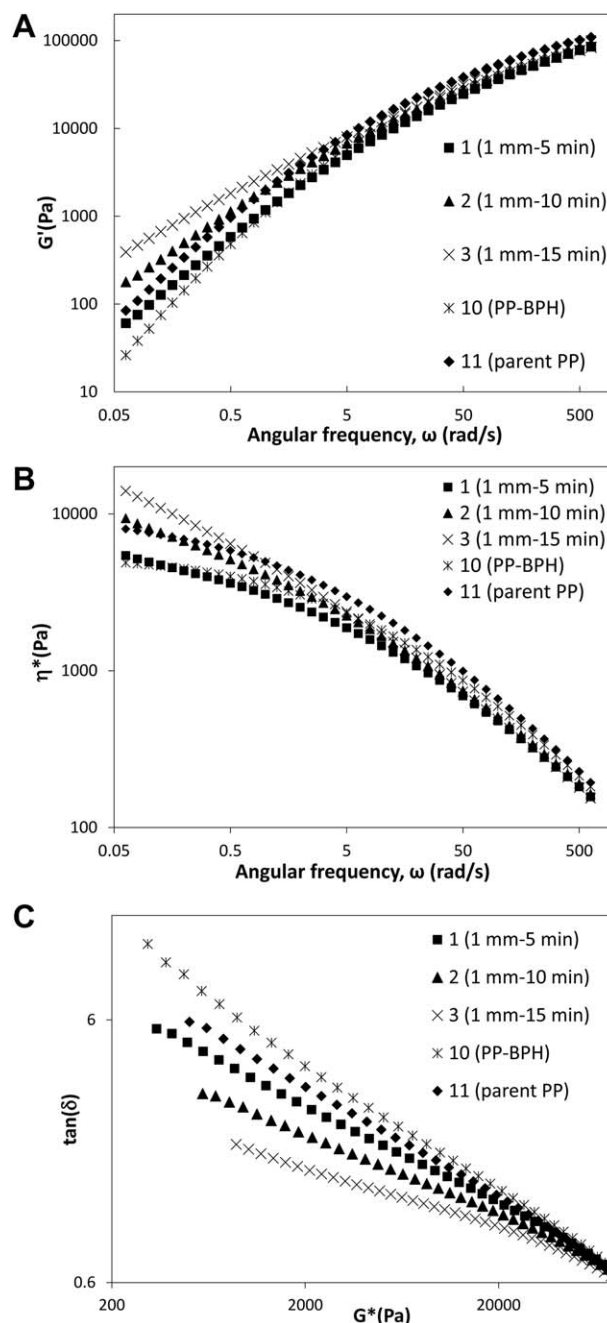 A
100000
10000
1000
100
10
G'(Pa)
1 (1 mm-5 min)
2 (1 mm-10 min)
3 (1 mm-15 min)
10 (PP-BPH)
11 (parent PP)
0.05 0.5 5 50 500
Angular frequency, ω (rad/s)
B
10000
1000
100
η*(Pa)
1 (1 mm-5 min)
2 (1 mm-10 min)
3 (1 mm-15 min)
10 (PP-BPH)
11 (parent PP)
0.05 0.5 5 50 500
Angular frequency, ω (rad/s)
C
6
0.6
tan(δ)
1 (1 mm-5 min)
2 (1 mm-10 min)
3 (1 mm-15 min)
10 (PP-BPH)
11 (parent PP)
200 2000 20000
G*(Pa)